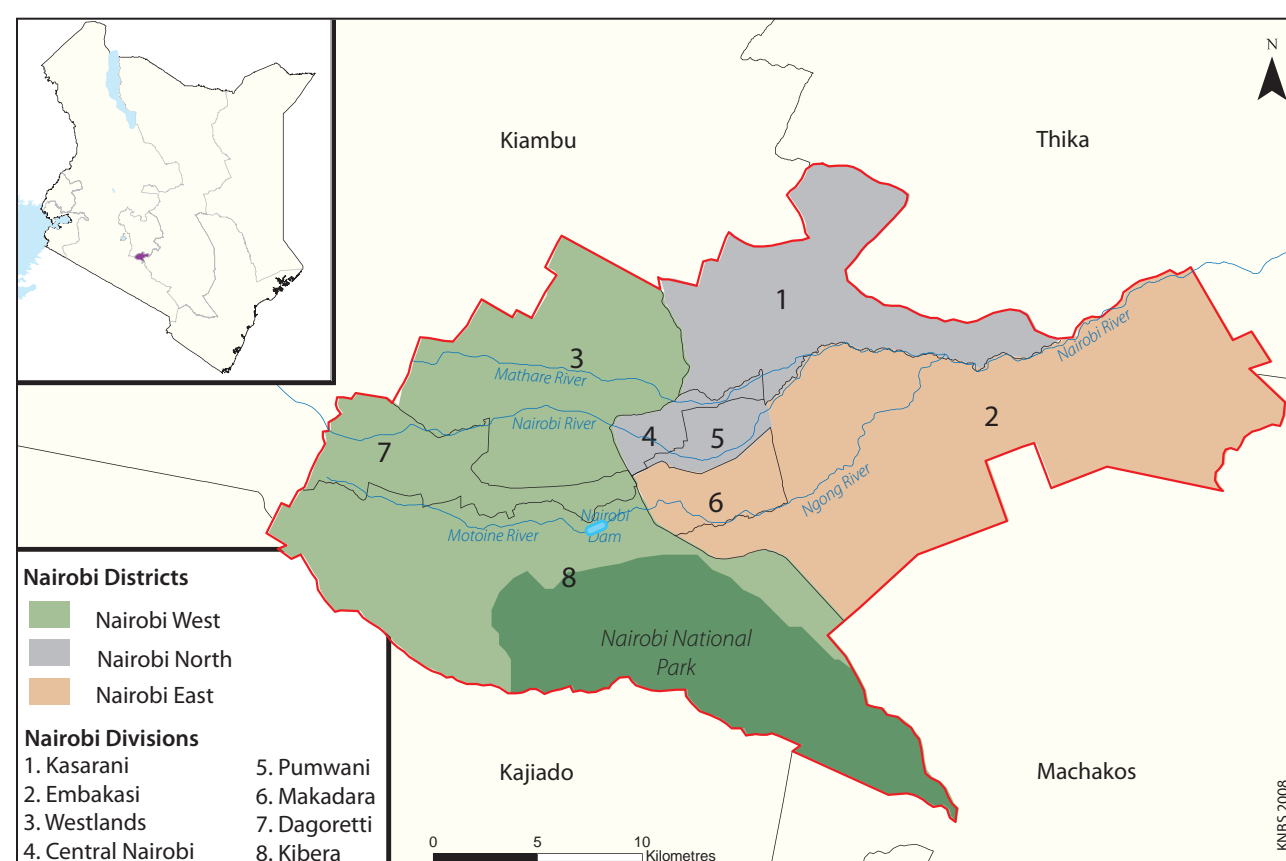 N
Kiambu
Thika
1
3
Mathare River
Nairobi River
2
Nairobi River
4
5
7
6
Ngong River
Nairobi
Dam
Motoine River
8
Nairobi National
Park
Kajiado
Machakos
Nairobi Districts
Nairobi West
Nairobi North
Nairobi East
Nairobi Divisions
1. Kasarani
2. Embakasi
3. Westlands
4. Central Nairobi
5. Pumwani
6. Makadara
7. Dagoretti
8. Kibera
0 5 10
Kilometres
KNBS 2008